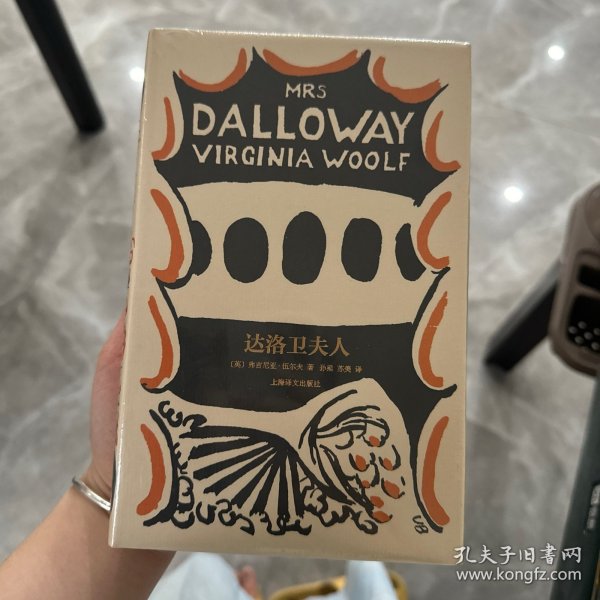 MRS
DALLOWAY
VIRGINIA WOOLF
达洛卫夫人
〔英〕弗吉尼亚·伍尔夫 著 孙梁 苏美 译
上海译文出版社
VB
孔夫子旧书网
www.kongfz.com